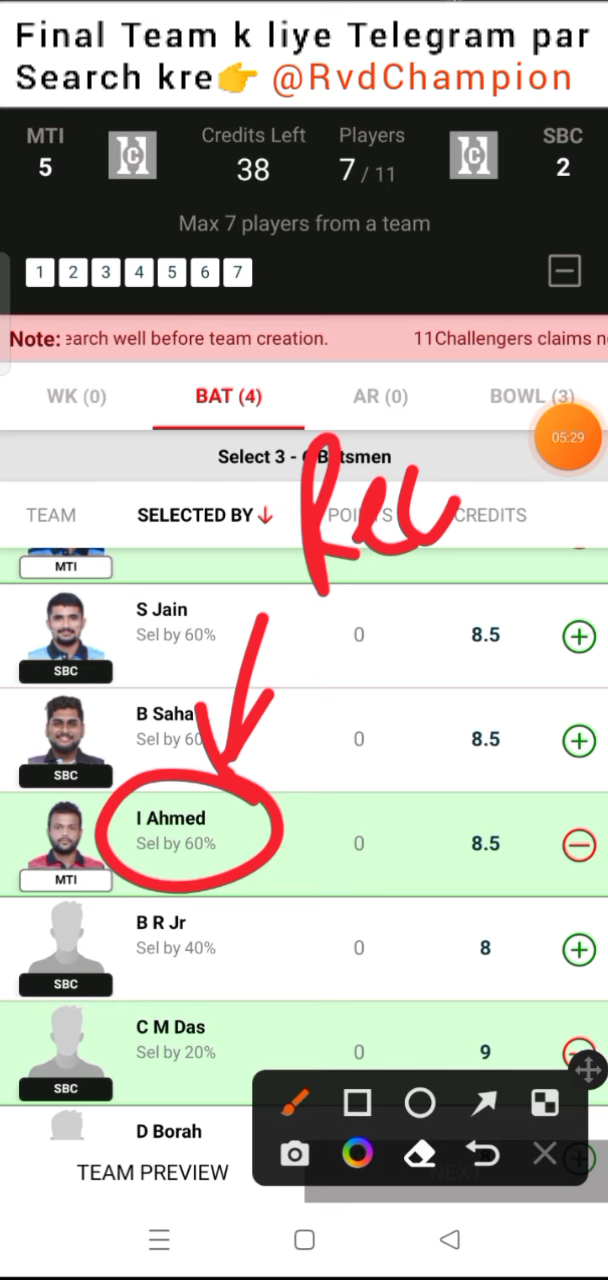 Final Team k liye Telegram par
Search kre👉 @RvdChampion
MTI Credits Left Players SBC
5 38 7 / 11 2
Max 7 players from a team
1 2 3 4 5 6 7
Note: earch well before team creation. 11Challengers claims n
WK (0) BAT (4) AR (0) BOWL (3)
05:29
Select 3 - 6 Batsmen
TEAM SELECTED BY POINTS CREDITS
MTI
S Jain
Sel by 60% 0 8.5
SBC
B Saha
Sel by 60 0 8.5
SBC
I Ahmed
Sel by 60% 0 8.5
MTI
B R Jr
Sel by 40% 0 8
SBC
C M Das
Sel by 20% 0 9
SBC
D Borah
TEAM PREVIEW NEXT